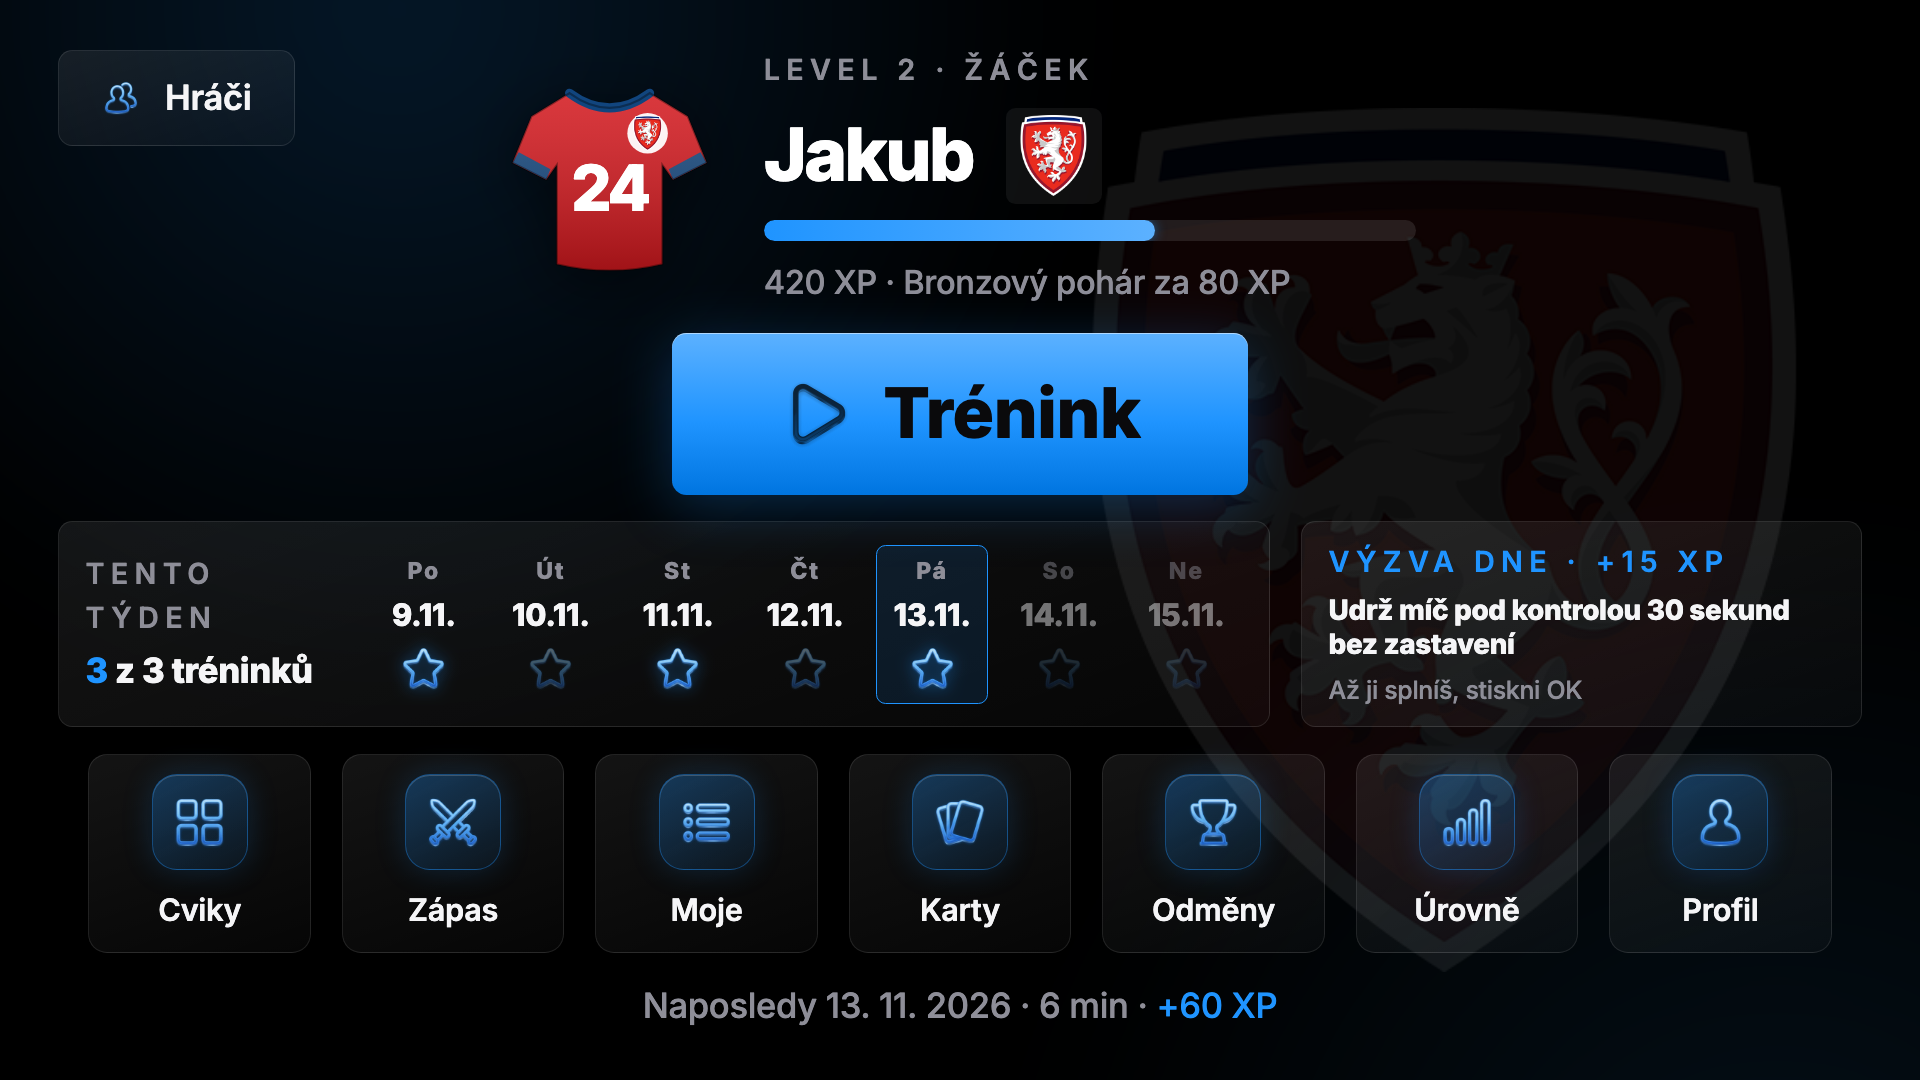 Hráči
LEVEL 2 · ŽÁČEK
24
Jakub
420 XP · Bronzový pohár za 80 XP
Trénink
TENTO
TÝDEN
3 z 3 tréninků
Po
9.11.
Út
10.11.
St
11.11.
Čt
12.11.
Pá
13.11.
So
14.11.
Ne
15.11.
VÝZVA DNE · +15 XP
Udrž míč pod kontrolou 30 sekund
bez zastavení
Až ji splníš, stiskni OK
Cviky
Zápas
Moje
Karty
Odměny
Úrovně
Profil
Naposledy 13. 11. 2026 · 6 min · +60 XP